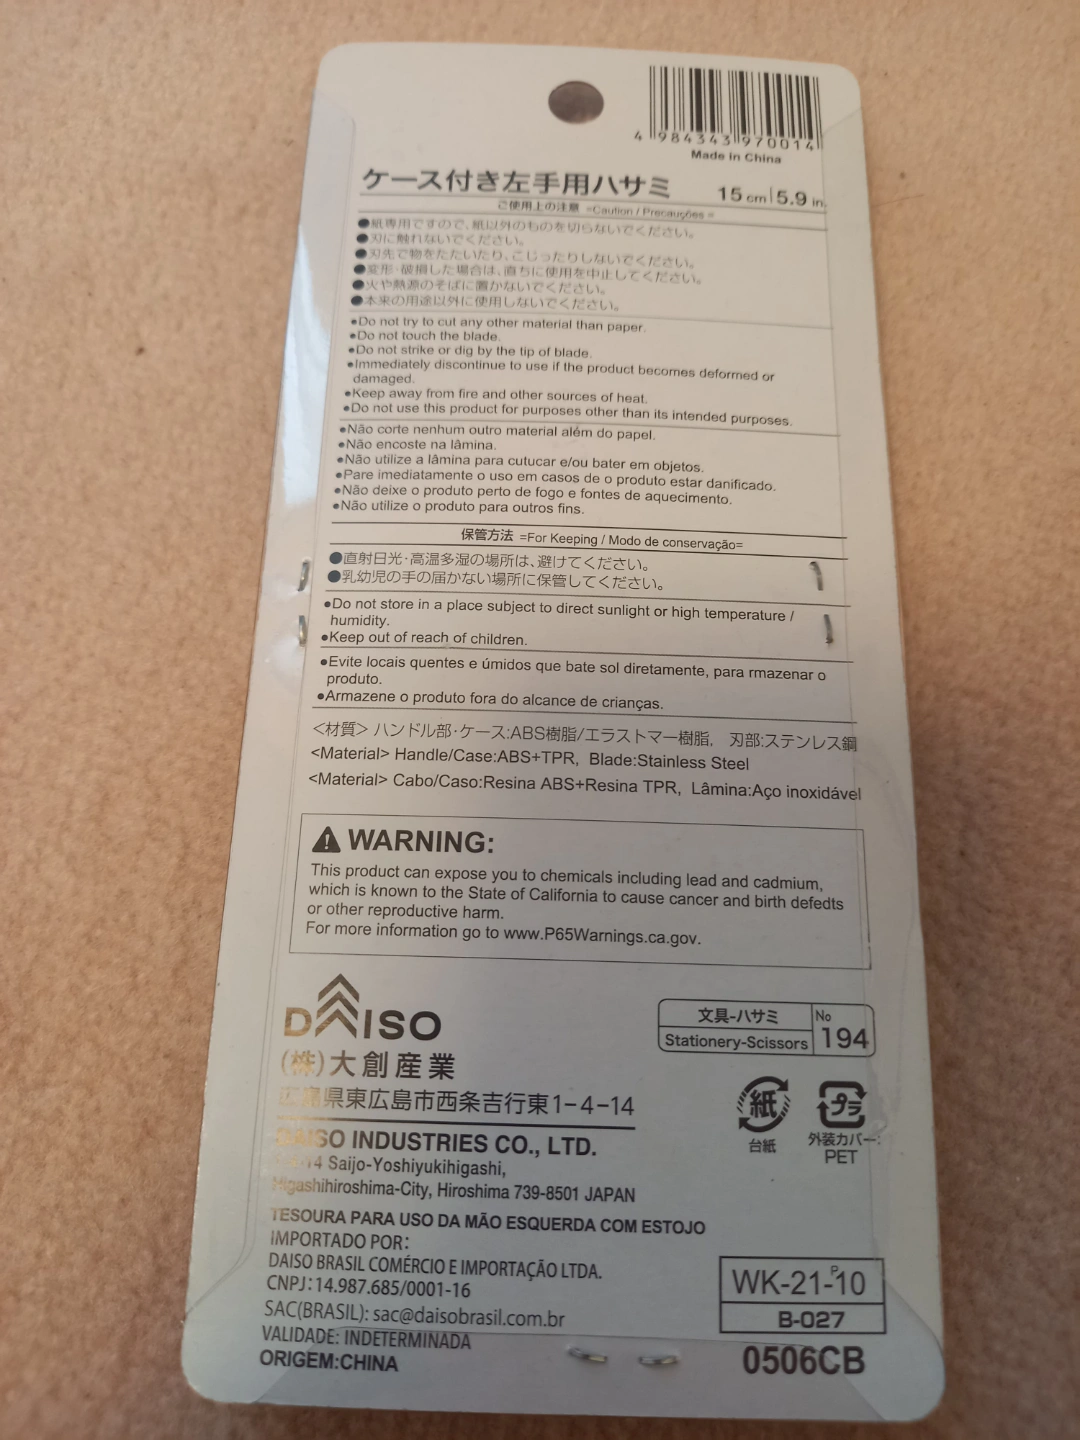 4 984343 970014
Made in China
ケース付き左手用ハサミ 15cm|5.9 in.
ご使用上の注意 =Caution / Precauções =
●紙専用ですので、紙以外のものを切らないでください。
●刃に触れないでください。
●刃先で物をたたいたり、こじったりしないでください。
●変形・破損した場合は、直ちに使用を中止してください。
●火や熱源のそばに置かないでください。
●本来の用途以外に使用しないでください。
●Do not try to cut any other material than paper.
●Do not touch the blade.
●Do not strike or dig by the tip of blade.
●Immediately discontinue to use if the product becomes deformed or
damaged.
●Keep away from fire and other sources of heat.
●Do not use this product for purposes other than its intended purposes.
●Não corte nenhum outro material além do papel.
●Não encoste na lâmina.
●Não utilize a lâmina para cutucar e/ou bater em objetos.
●Pare imediatamente o uso em casos de o produto estar danificado.
●Não deixe o produto perto de fogo e fontes de aquecimento.
●Não utilize o produto para outros fins.
保管方法 =For Keeping / Modo de conservação=
●直射日光・高温多湿の場所は、避けてください。
●乳幼児の手の届かない場所に保管してください。
●Do not store in a place subject to direct sunlight or high temperature /
humidity.
●Keep out of reach of children.
●Evite locais quentes e úmidos que bate sol diretamente, para rmazenar o
produto.
●Armazene o produto fora do alcance de crianças.
<材質> ハンドル部・ケース:ABS樹脂/エラストマー樹脂, 刃部:ステンレス鋼
<Material> Handle/Case:ABS+TPR, Blade:Stainless Steel
<Material> Cabo/Caso:Resina ABS+Resina TPR, Lâmina:Aço inoxidável
WARNING:
This product can expose you to chemicals including lead and cadmium,
which is known to the State of California to cause cancer and birth defedts
or other reproductive harm.
For more information go to www.P65Warnings.ca.gov.
DAISO
(株)大創産業
広島県東広島市西条吉行東1-4-14
DAISO INDUSTRIES CO., LTD.
1-4-14 Saijo-Yoshiyukihigashi,
Higashihiroshima-City, Hiroshima 739-8501 JAPAN
文具-ハサミ No
Stationery-Scissors 194
紙 プラ
台紙 外装カバー:
PET
TESOURA PARA USO DA MÃO ESQUERDA COM ESTOJO
IMPORTADO POR:
DAISO BRASIL COMÉRCIO E IMPORTAÇÃO LTDA.
CNPJ:14.987.685/0001-16
SAC(BRASIL): sac@daisobrasil.com.br
VALIDADE: INDETERMINADA
ORIGEM:CHINA
WK-21-P10
B-027
0506CB